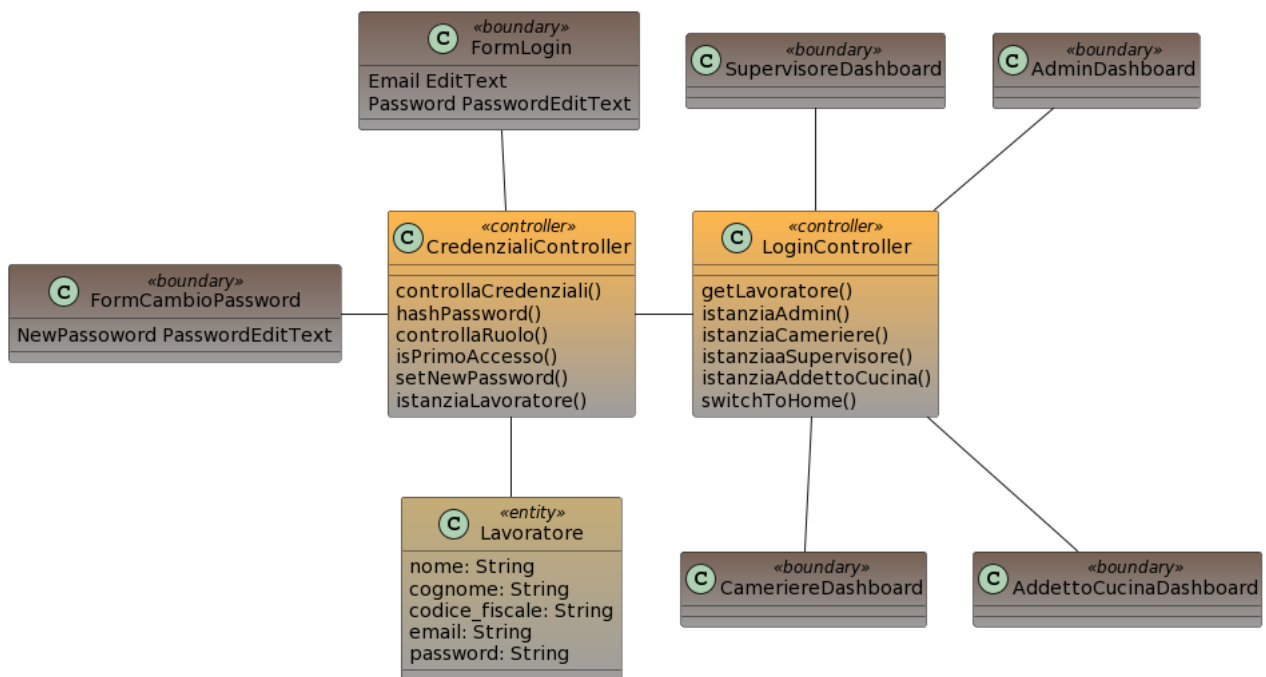 «boundary»
C FormLogin
Email EditText
Password PasswordEditText
«boundary»
C SupervisoreDashboard
«boundary»
C AdminDashboard
«boundary»
C FormCambioPassword
NewPassoword PasswordEditText
«controller»
C CredenzialiController
controllaCredenziali()
hashPassword()
controllaRuolo()
isPrimoAccesso()
setNewPassword()
istanziaLavoratore()
«controller»
C LoginController
getLavoratore()
istanziaAdmin()
istanziaCameriere()
istanziaaSupervisore()
istanziaAddettoCucina()
switchToHome()
«entity»
C Lavoratore
nome: String
cognome: String
codice_fiscale: String
email: String
password: String
«boundary»
C CameriereDashboard
«boundary»
C AddettoCucinaDashboard